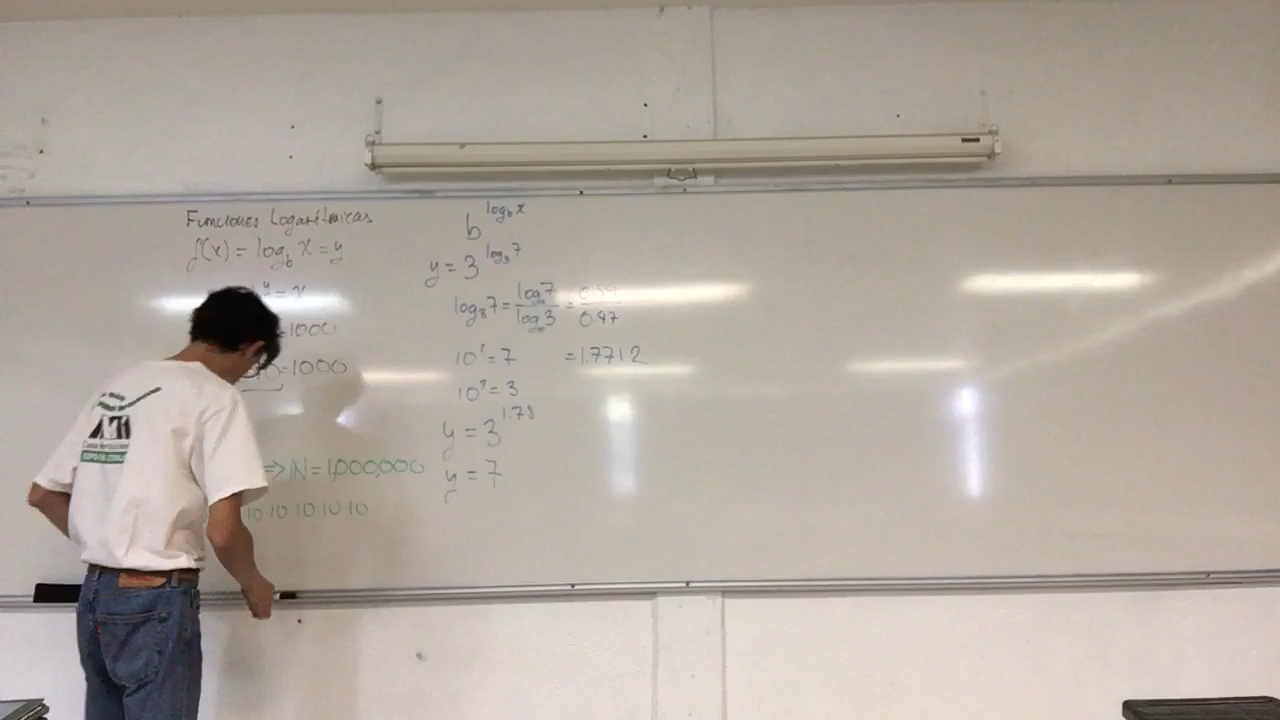 Funciones Logarítmicas
f(x) = log_b x = y
= x
= 1000
= 1000
⇒ N = 1,000,000
10 10 10 10 10
b^(log_b x)
y = 3^(log_3 7)
log_3 7 = log 7 / log 3 = / 0.47
10^? = 7 = 1.7712
10^? = 3
y = 3^1.78
y = 7